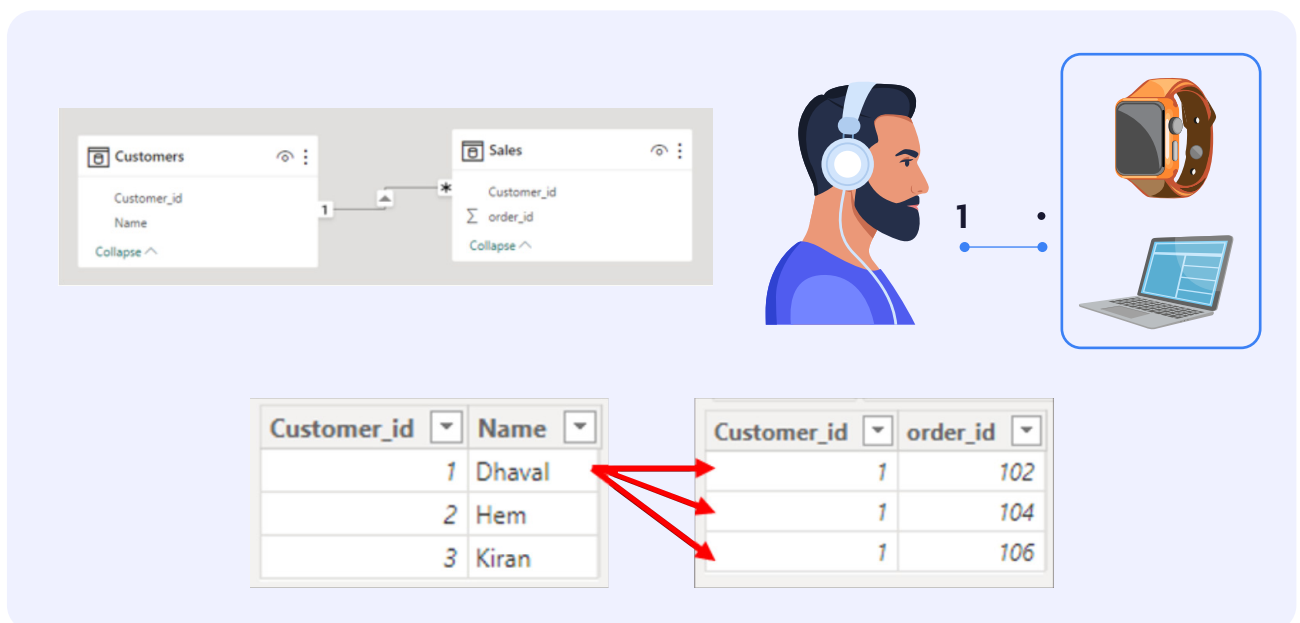 Customers
Customer_id
Name
Collapse
1
*
Sales
Customer_id
Σ order_id
Collapse
1 •
Customer_id Name
1 Dhaval
2 Hem
3 Kiran
Customer_id order_id
1 102
1 104
1 106